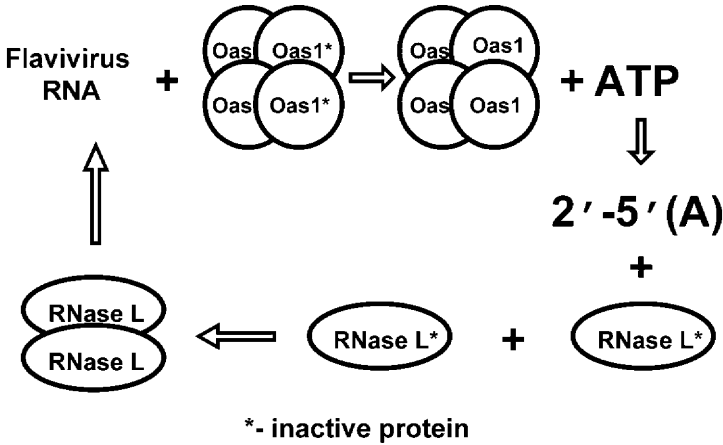 Flavivirus
RNA
+
Oas Oas1*
Oas Oas1*
Oas Oas1
Oas Oas1
+ ATP
2′-5′(A)
+
RNase L*
+
RNase L*
RNase L
RNase L
*- inactive protein